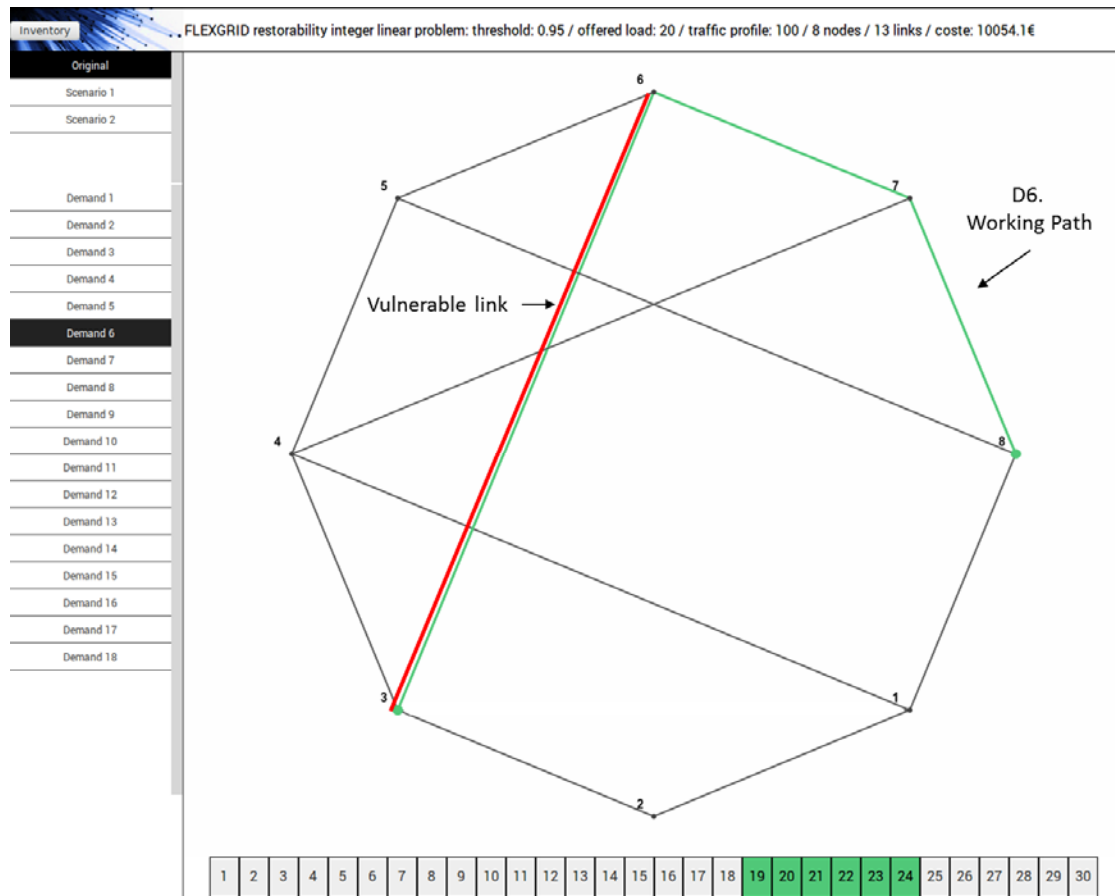 Inventory
FLEXGRID restorability integer linear problem: threshold: 0.95 / offered load: 20 / traffic profile: 100 / 8 nodes / 13 links / coste: 10054.1€
Original
Scenario 1
Scenario 2
Demand 1
Demand 2
Demand 3
Demand 4
Demand 5
Demand 6
Demand 7
Demand 8
Demand 9
Demand 10
Demand 11
Demand 12
Demand 13
Demand 14
Demand 15
Demand 16
Demand 17
Demand 18
6
5
7
D6.
Working Path
Vulnerable link
4
8
3
1
2
1 2 3 4 5 6 7 8 9 10 11 12 13 14 15 16 17 18 19 20 21 22 23 24 25 26 27 28 29 30